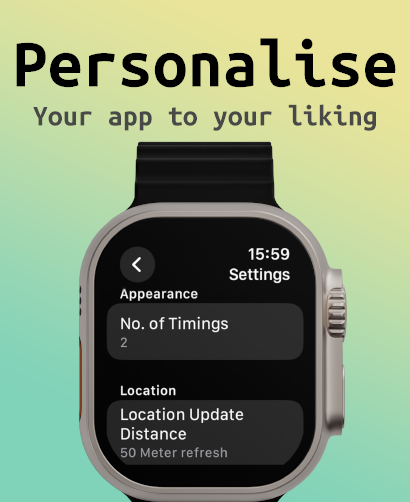 Personalise
Your app to your liking
15:59
Settings
Appearance
No. of Timings
2
Location
Location Update
Distance
50 Meter refresh